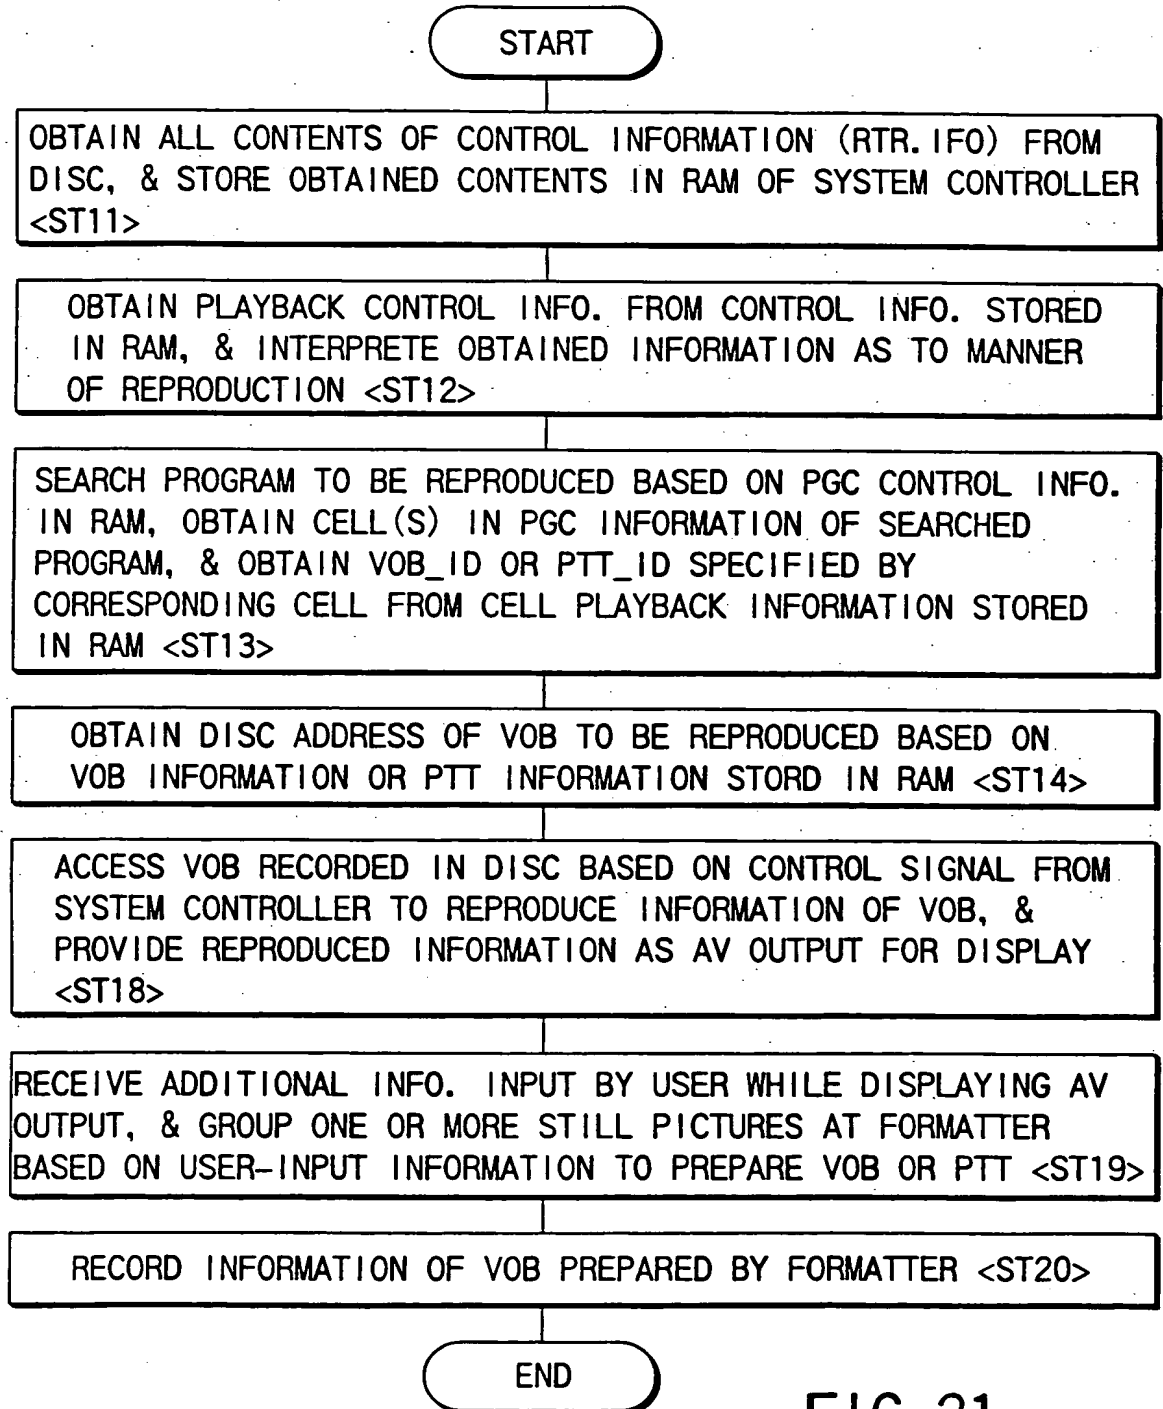 START
OBTAIN ALL CONTENTS OF CONTROL INFORMATION (RTR.IFO) FROM
DISC, & STORE OBTAINED CONTENTS IN RAM OF SYSTEM CONTROLLER
<ST11>
OBTAIN PLAYBACK CONTROL INFO. FROM CONTROL INFO. STORED
IN RAM, & INTERPRETE OBTAINED INFORMATION AS TO MANNER
OF REPRODUCTION <ST12>
SEARCH PROGRAM TO BE REPRODUCED BASED ON PGC CONTROL INFO.
IN RAM, OBTAIN CELL(S) IN PGC INFORMATION OF SEARCHED
PROGRAM, & OBTAIN VOB_ID OR PTT_ID SPECIFIED BY
CORRESPONDING CELL FROM CELL PLAYBACK INFORMATION STORED
IN RAM <ST13>
OBTAIN DISC ADDRESS OF VOB TO BE REPRODUCED BASED ON
VOB INFORMATION OR PTT INFORMATION STORD IN RAM <ST14>
ACCESS VOB RECORDED IN DISC BASED ON CONTROL SIGNAL FROM
SYSTEM CONTROLLER TO REPRODUCE INFORMATION OF VOB, &
PROVIDE REPRODUCED INFORMATION AS AV OUTPUT FOR DISPLAY
<ST18>
RECEIVE ADDITIONAL INFO. INPUT BY USER WHILE DISPLAYING AV
OUTPUT, & GROUP ONE OR MORE STILL PICTURES AT FORMATTER
BASED ON USER-INPUT INFORMATION TO PREPARE VOB OR PTT <ST19>
RECORD INFORMATION OF VOB PREPARED BY FORMATTER <ST20>
END
FIG. 21